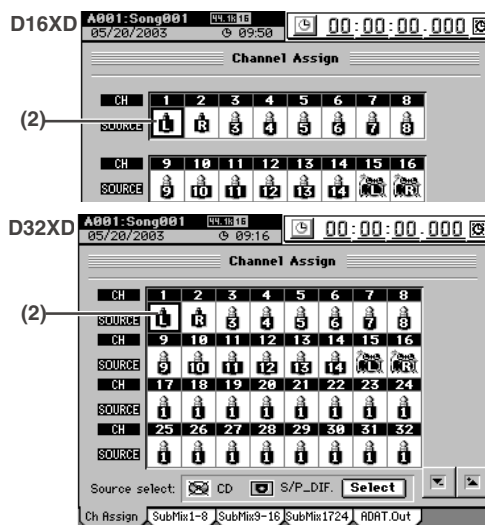 D16XD
A001:Song001 44.1k16
05/20/2003 09:50 00:00:00.000
Channel Assign
CH 1 2 3 4 5 6 7 8
(2)
SOURCE L R 3 4 5 6 7 8
CH 9 10 11 12 13 14 15 16
SOURCE 9 10 11 12 13 14 L R
D32XD
A001:Song001 44.1k16
05/20/2003 09:16 00:00:00.000
Channel Assign
CH 1 2 3 4 5 6 7 8
(2)
SOURCE L R 3 4 5 6 7 8
CH 9 10 11 12 13 14 15 16
SOURCE 9 10 11 12 13 14 L R
CH 17 18 19 20 21 22 23 24
SOURCE 1 1 1 1 1 1 1 1
CH 25 26 27 28 29 30 31 32
SOURCE 1 1 1 1 1 1 1 1
Source select: CD S/P_DIF. Select
Ch Assign SubMix1-8 SubMix9-16 SubMix1724 ADAT.Out